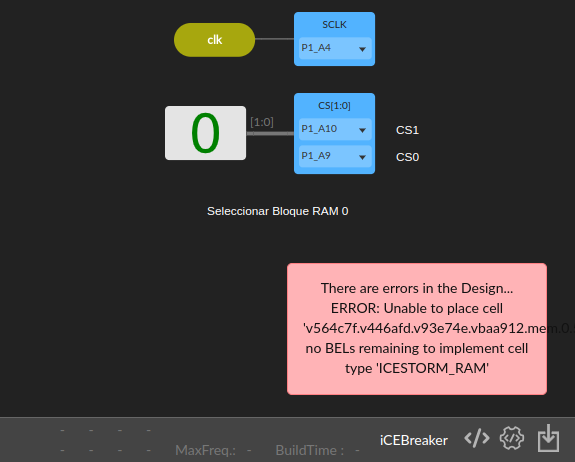 SCLK
clk
P1_A4
CS[1:0]
0
[1:0]
P1_A10
CS1
P1_A9
CS0
Seleccionar Bloque RAM 0
There are errors in the Design...
ERROR: Unable to place cell
'v564c7f.v446afd.v93e74e.vbaa912.mem.0.
no BELs remaining to implement cell
type 'ICESTORM_RAM'
- - - -
iCEBreaker
- - - - MaxFreq.: - BuildTime : -